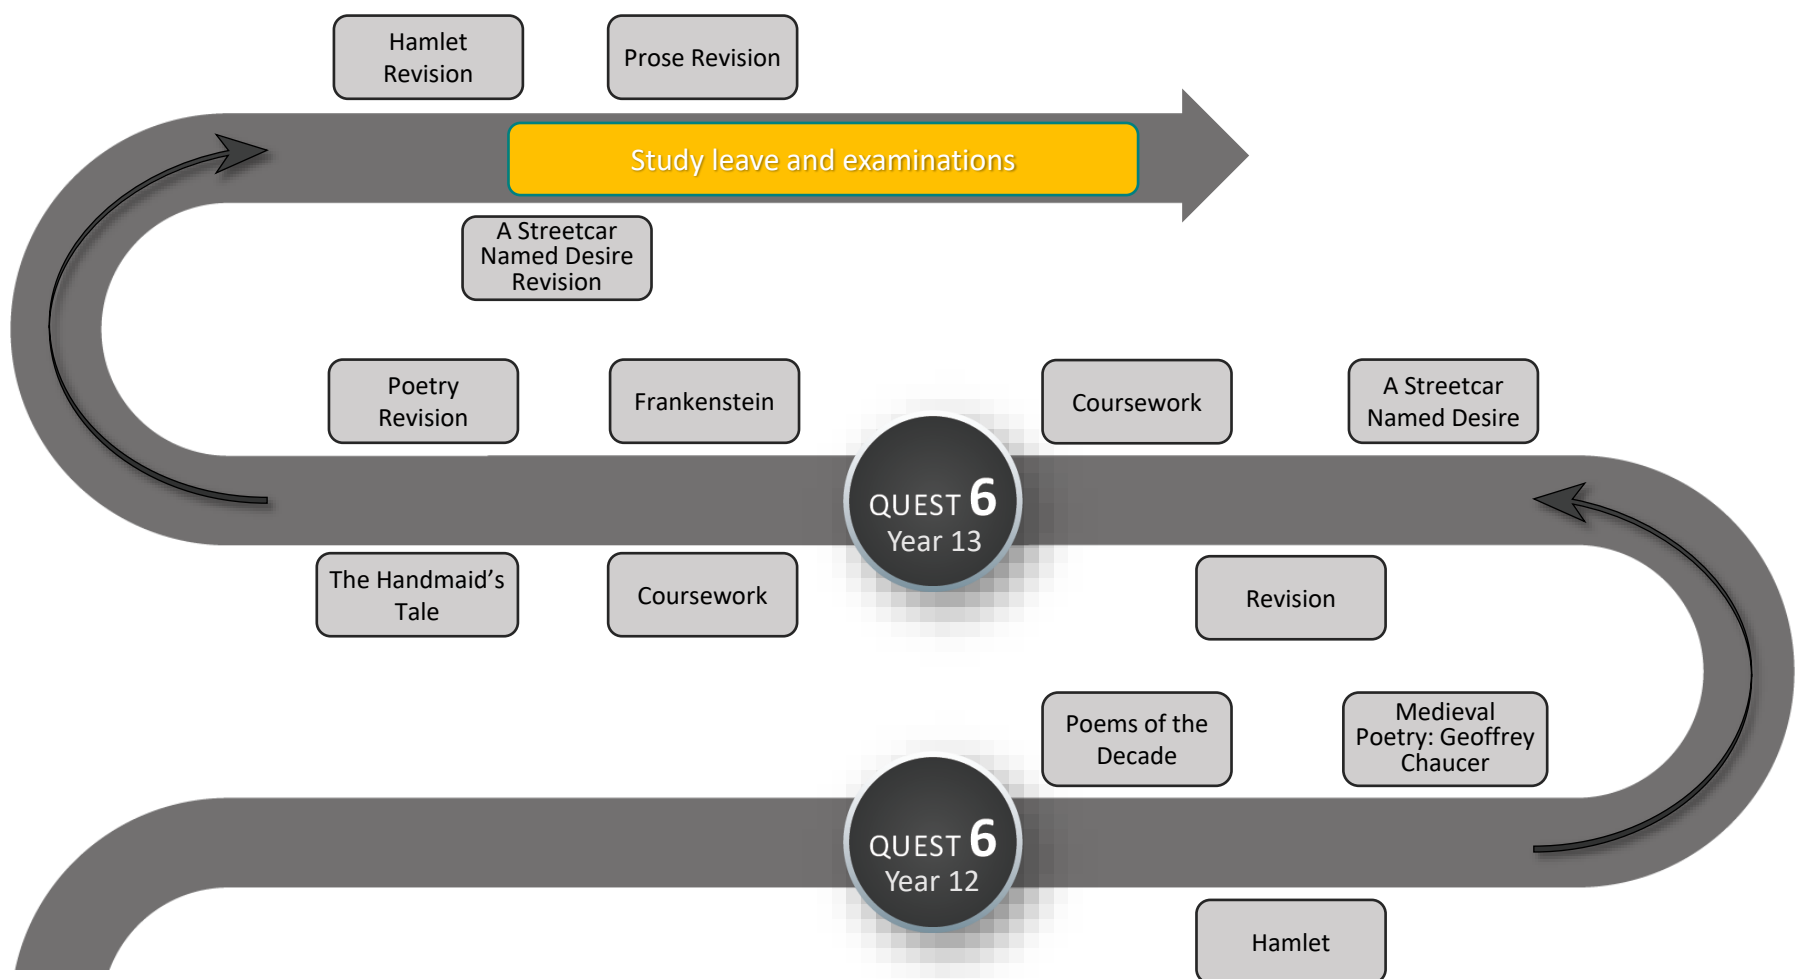 Hamlet
Revision
Prose Revision
Study leave and examinations
A Streetcar
Named Desire
Revision
Poetry
Revision
Frankenstein
Coursework
A Streetcar
Named Desire
QUEST 6
Year 13
The Handmaid’s
Tale
Coursework
Revision
Poems of the
Decade
Medieval
Poetry: Geoffrey
Chaucer
QUEST 6
Year 12
Hamlet